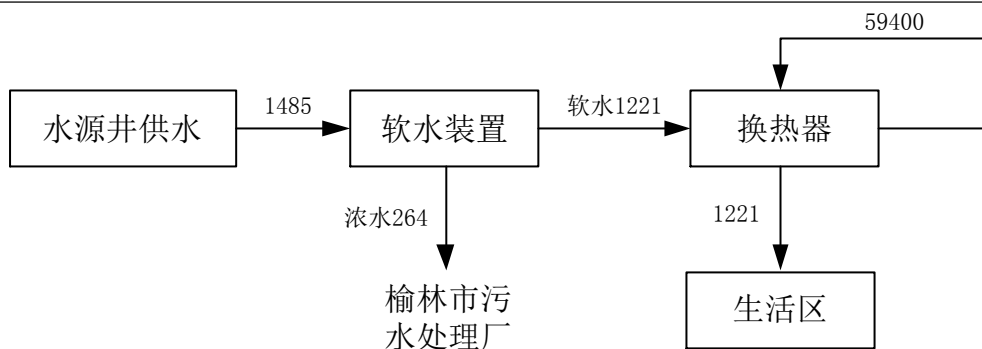 59400
水源井供水
1485
软水装置
软水1221
换热器
浓水264
1221
榆林市污
水处理厂
生活区